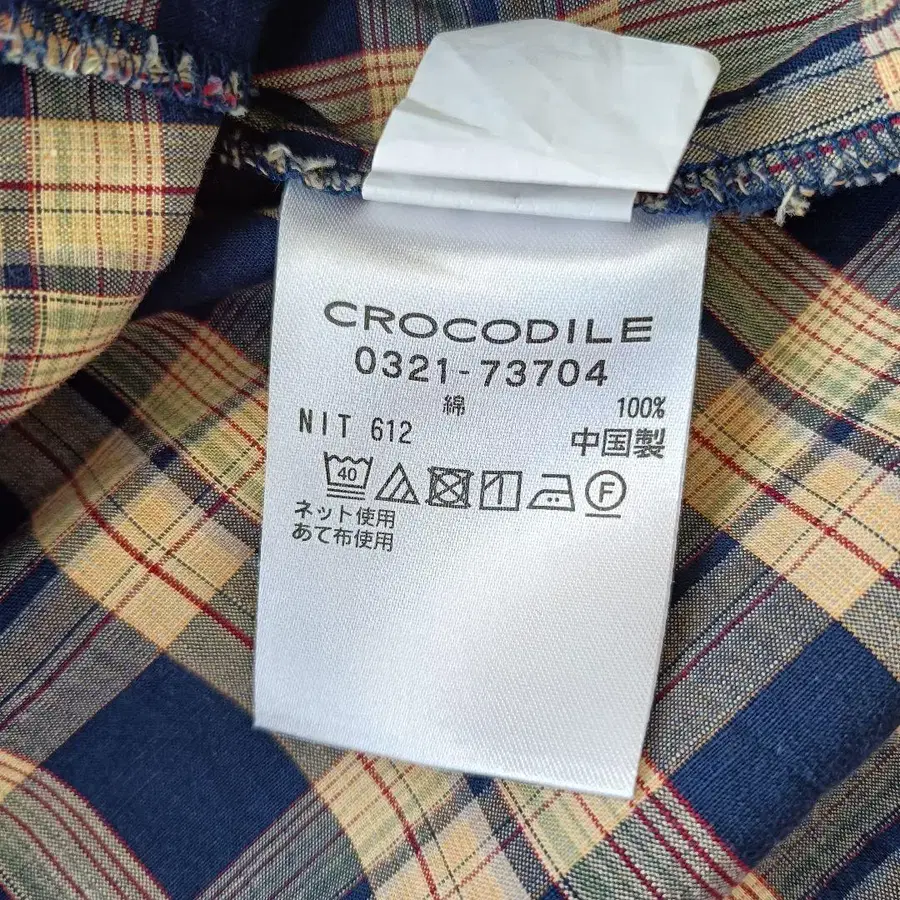 CROCODILE
0321-73704
綿 100%
NIT 612 中国製
40 F
ネット使用
あて布使用